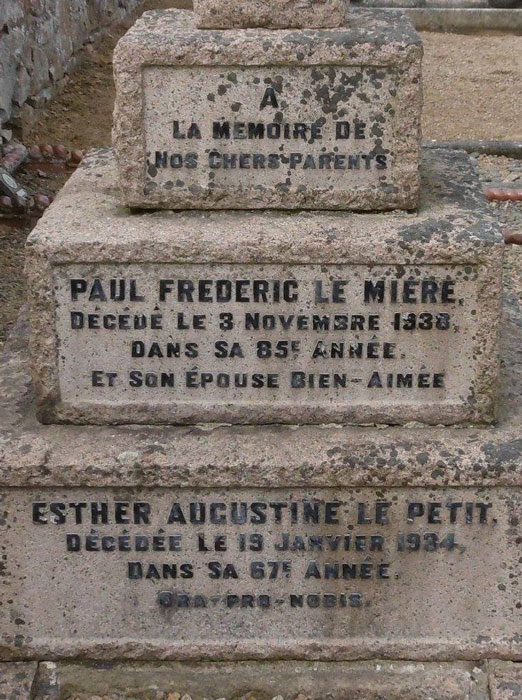 A
LA MEMOIRE DE
NOS CHERS PARENTS
PAUL FREDERIC LE MIÈRE,
DÉCÉDÉ LE 3 NOVEMBRE 1938,
DANS SA 85E ANNÉE.
ET SON ÉPOUSE BIEN-AIMÉE
ESTHER AUGUSTINE LE PETIT,
DÉCÉDÉE LE 19 JANVIER 1934,
DANS SA 67E ANNÉE.
ORA-PRO-NOBIS.